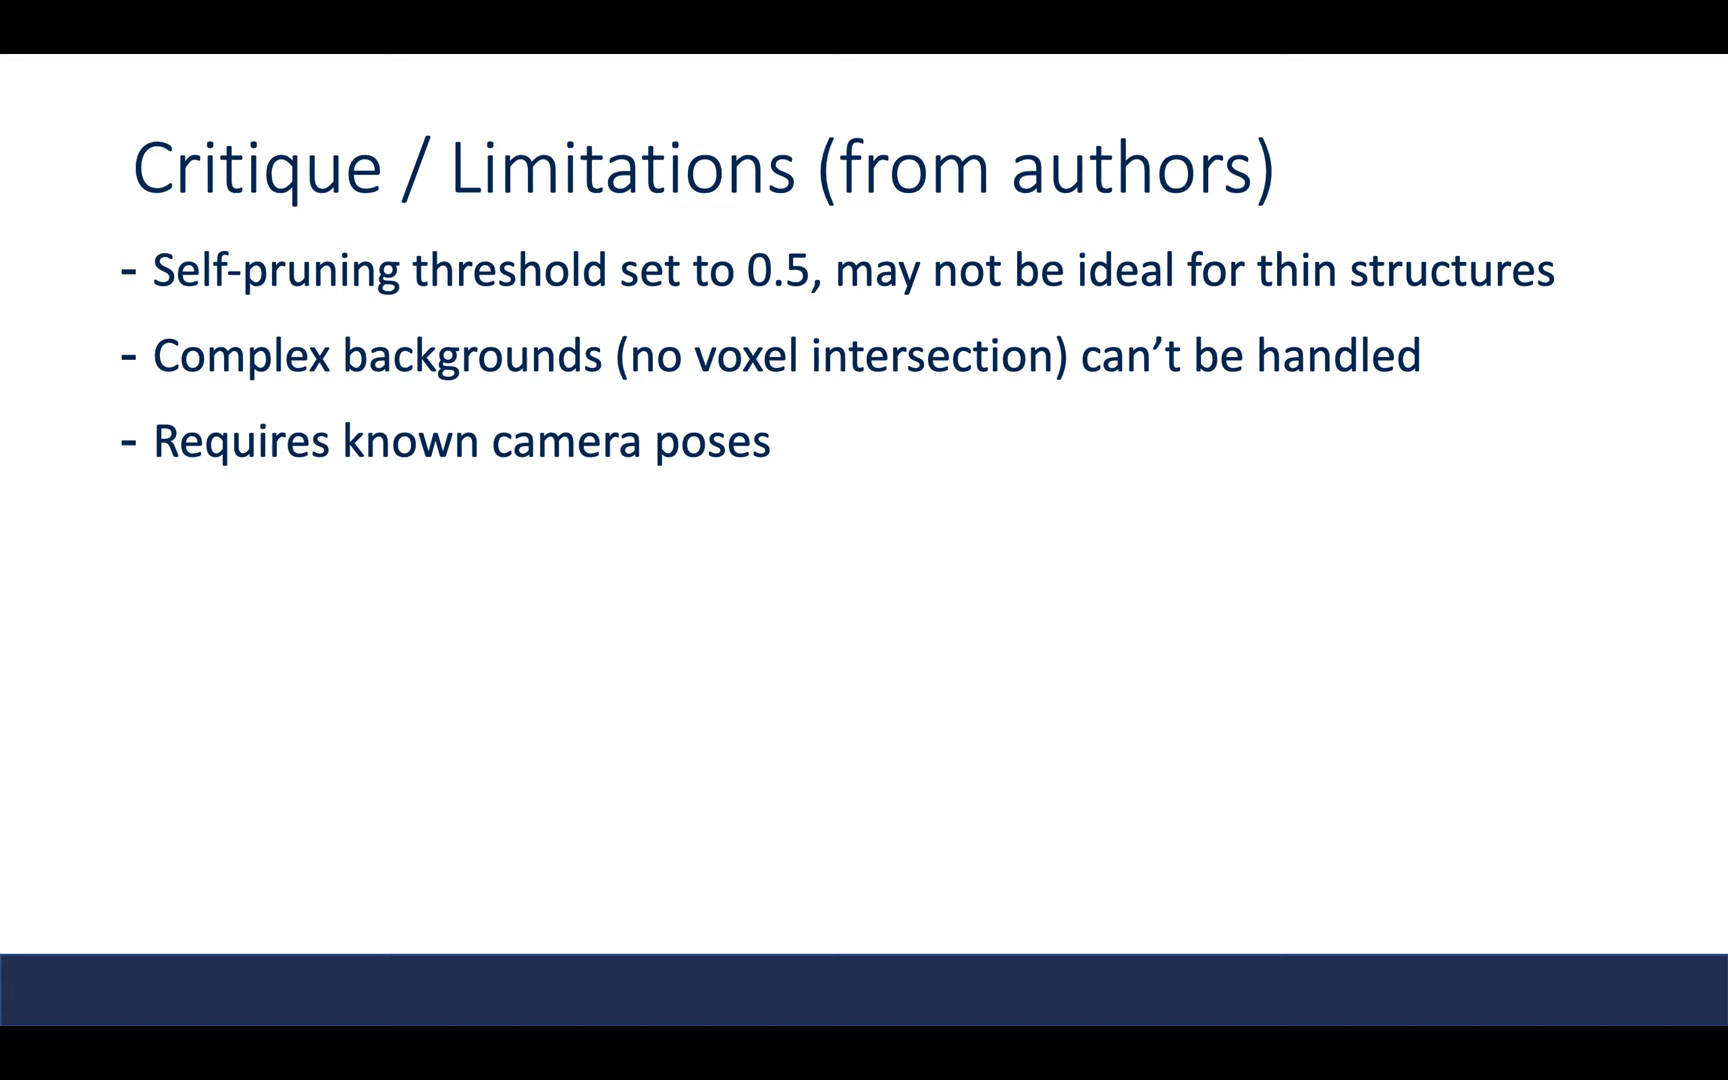 Critique / Limitations (from authors)
- Self-pruning threshold set to 0.5, may not be ideal for thin structures
- Complex backgrounds (no voxel intersection) can’t be handled
- Requires known camera poses